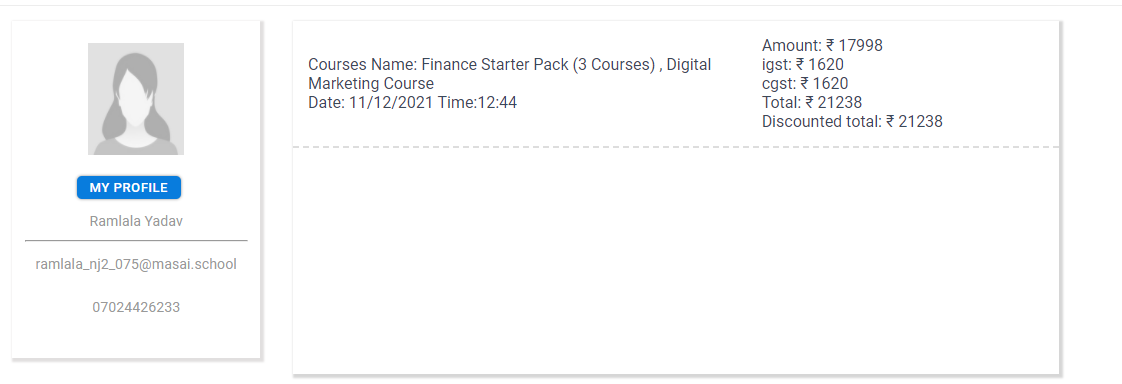 MY PROFILE
Ramlala Yadav
ramlala_nj2_075@masai.school
07024426233
Courses Name: Finance Starter Pack (3 Courses) , Digital
Marketing Course
Date: 11/12/2021 Time:12:44
Amount: ₹ 17998
igst: ₹ 1620
cgst: ₹ 1620
Total: ₹ 21238
Discounted total: ₹ 21238